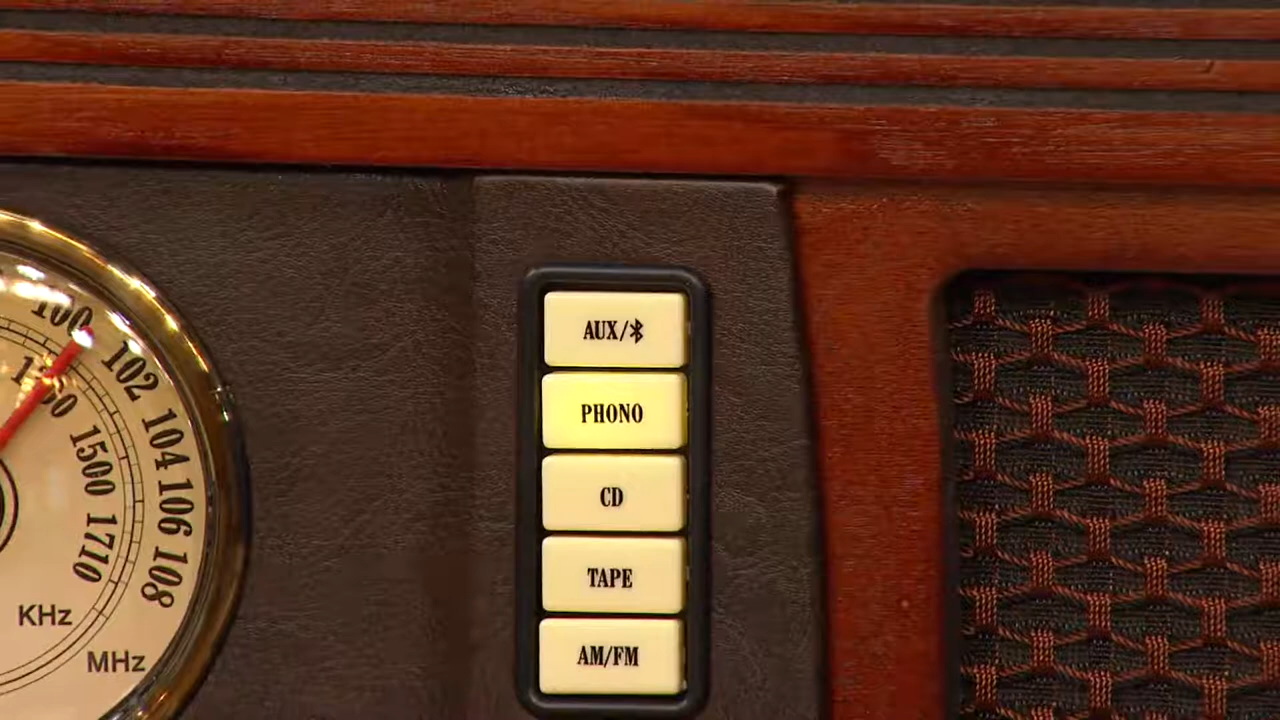 100
102
104
106
108
1500
1710
KHz
MHz
AUX/
PHONO
CD
TAPE
AM/FM